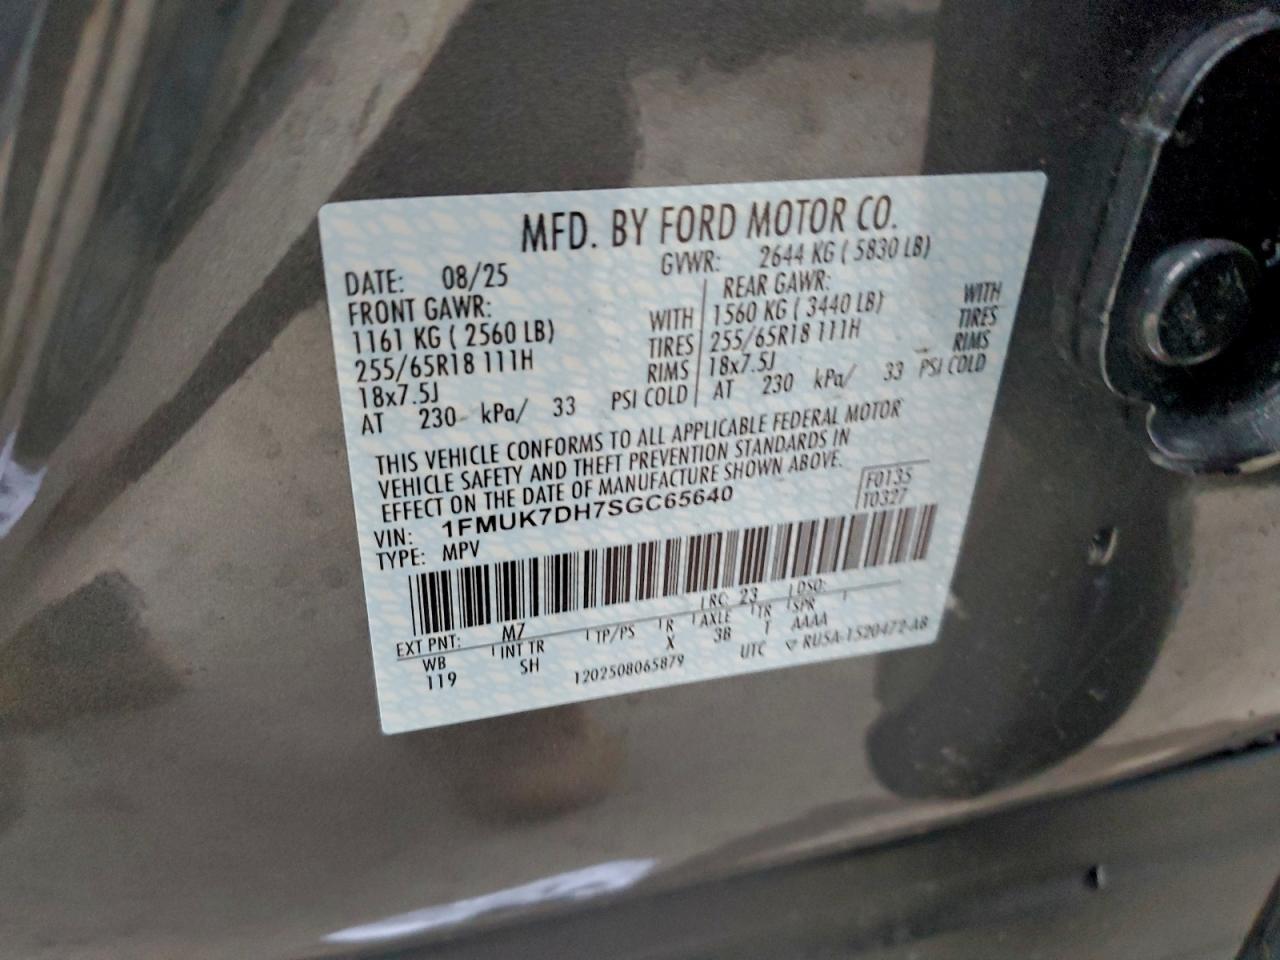 MFD. BY FORD MOTOR CO.
DATE: 08/25 GVWR: 2644 KG ( 5830 LB)
FRONT GAWR: REAR GAWR:
1161 KG ( 2560 LB) WITH 1560 KG ( 3440 LB) WITH
255/65R18 111H TIRES 255/65R18 111H TIRES
18x7.5J RIMS 18x7.5J RIMS
AT 230 kPa/ 33 PSI COLD AT 230 kPa/ 33 PSI COLD
THIS VEHICLE CONFORMS TO ALL APPLICABLE FEDERAL MOTOR
VEHICLE SAFETY AND THEFT PREVENTION STANDARDS IN
EFFECT ON THE DATE OF MANUFACTURE SHOWN ABOVE.
VIN: 1FMUK7DH7SGC65640 F0135
TYPE: MPV T0327
EXT PNT: M7 RC: 23 DSO:
WB INT TR TP/PS R AXLE TR SPR
119 SH X 3B T AAAA
1202508065879 UTC ▽ RUSA-1520472-AB